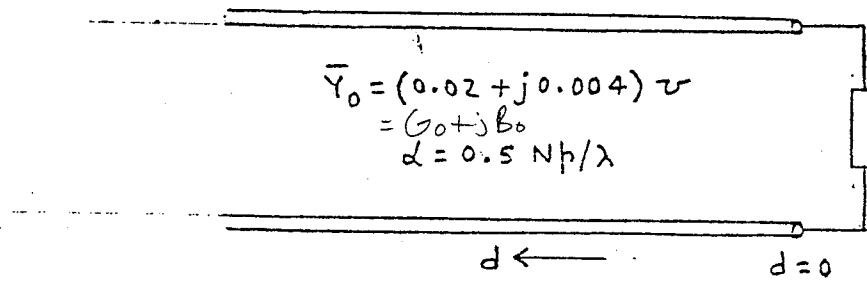 Ȳ₀ = (0.02 + j0.004) ʊ
= G₀ + jB₀
α = 0.5 Np/λ
d ← d = 0